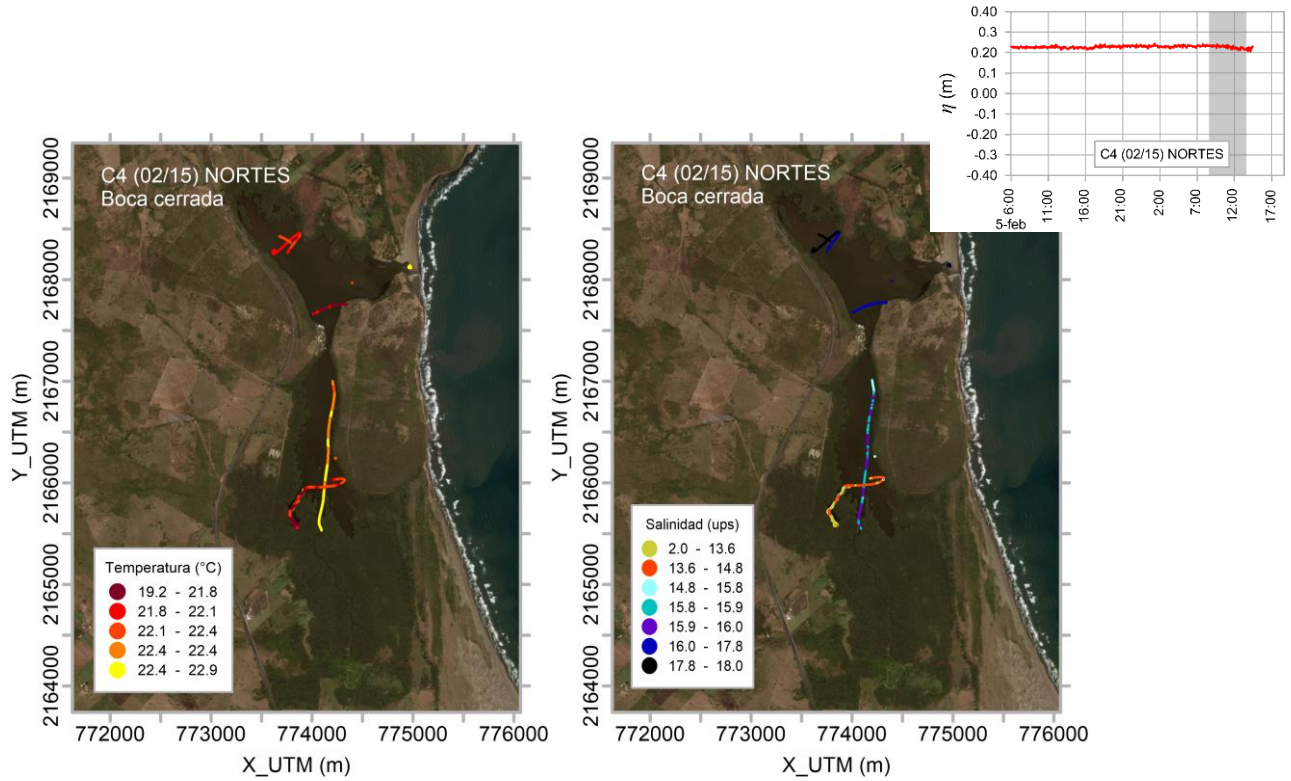 0.40
0.30
0.20
0.1
0.00
-0.10
-0.20
-0.3
-0.40
η (m)
C4 (02/15) NORTES
6:00
11:00
16:00
21:00
2:00
7:00
12:00
17:00
5-feb
C4 (02/15) NORTES
Boca cerrada
2169000
2168000
2167000
2166000
2165000
2164000
Y_UTM (m)
Temperatura (°C)
19.2 - 21.8
21.8 - 22.1
22.1 - 22.4
22.4 - 22.4
22.4 - 22.9
772000
773000
774000
775000
776000
X_UTM (m)
C4 (02/15) NORTES
Boca cerrada
2169000
2168000
2167000
2166000
2165000
2164000
Y_UTM (m)
Salinidad (ups)
2.0 - 13.6
13.6 - 14.8
14.8 - 15.8
15.8 - 15.9
15.9 - 16.0
16.0 - 17.8
17.8 - 18.0
772000
773000
774000
775000
776000
X_UTM (m)